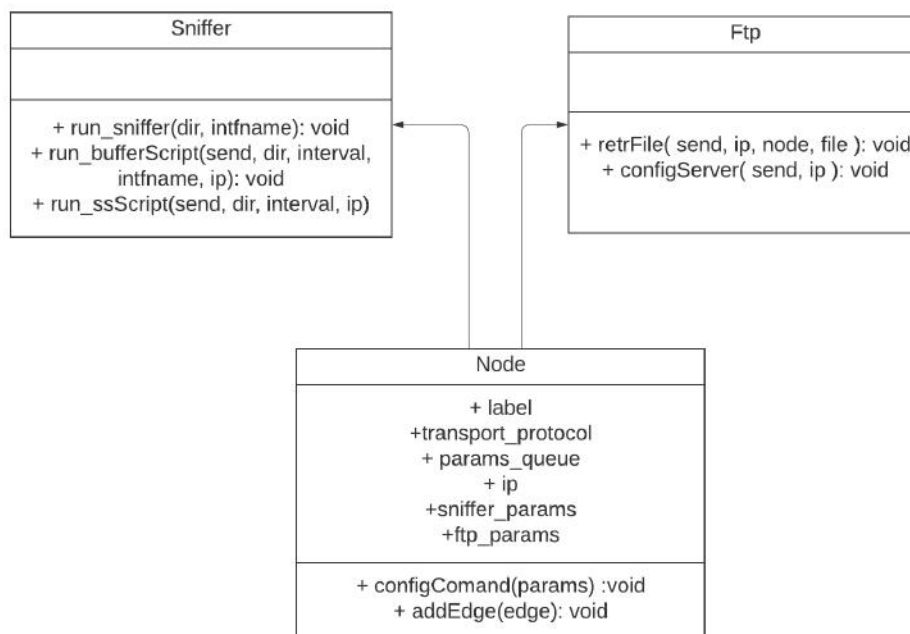 Sniffer
+ run_sniffer(dir, intfname): void
+ run_bufferScript(send, dir, interval,
intfname, ip): void
+ run_ssScript(send, dir, interval, ip)
Ftp
+ retrFile( send, ip, node, file ): void
+ configServer( send, ip ): void
Node
+ label
+transport_protocol
+ params_queue
+ ip
+sniffer_params
+ftp_params
+ configComand(params) :void
+ addEdge(edge): void